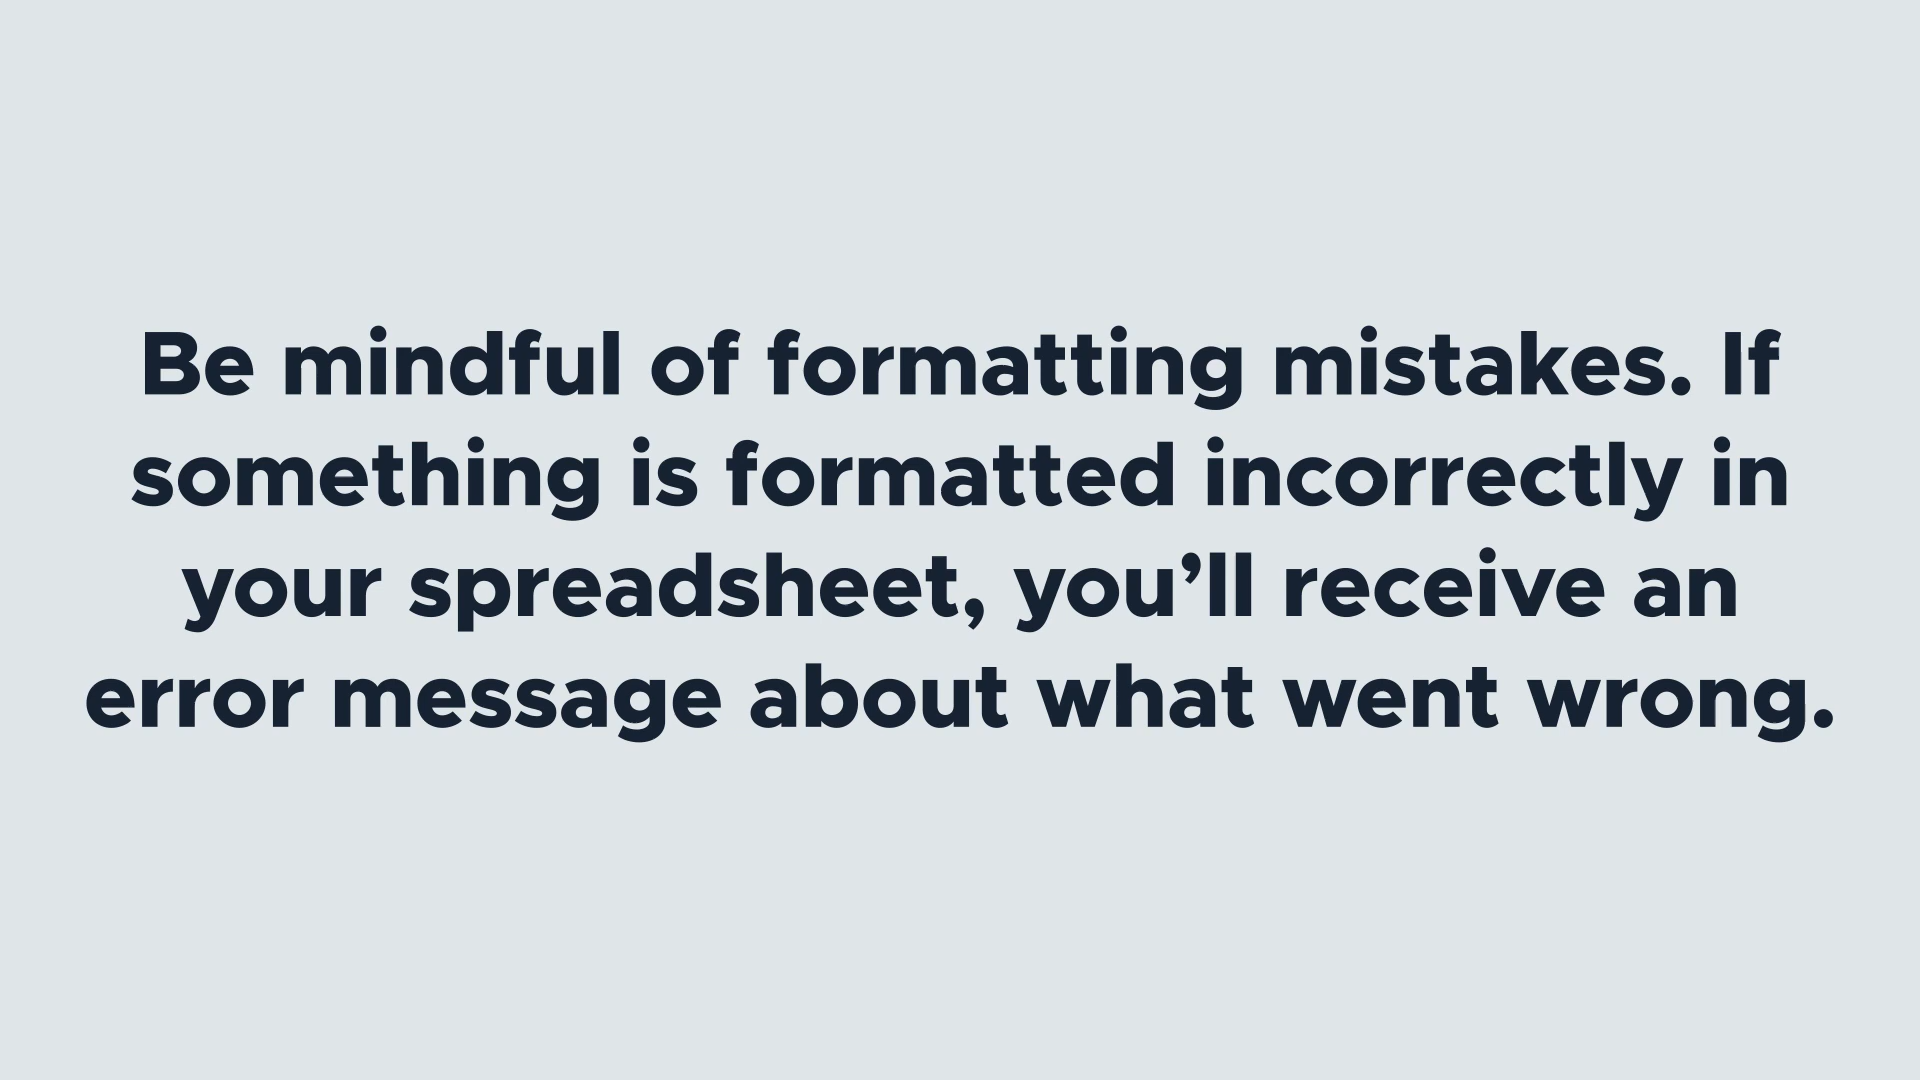 Be mindful of formatting mistakes. If
something is formatted incorrectly in
your spreadsheet, you’ll receive an
error message about what went wrong.